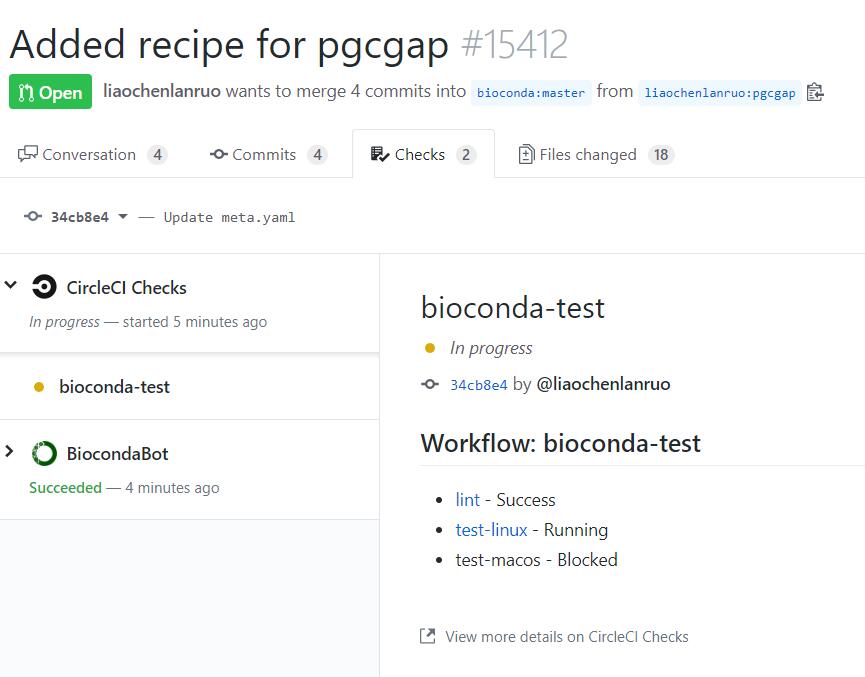 Added recipe for pgcgap #15412
Open liaochenlanruo wants to merge 4 commits into bioconda:master from liaochenlanruo:pgcgap
Conversation 4 Commits 4 Checks 2 Files changed 18
34cb8e4 — Update meta.yaml
CircleCI Checks
In progress — started 5 minutes ago
bioconda-test
BiocondaBot
Succeeded — 4 minutes ago
bioconda-test
In progress
34cb8e4 by @liaochenlanruo
Workflow: bioconda-test
• lint - Success
• test-linux - Running
• test-macos - Blocked
View more details on CircleCI Checks